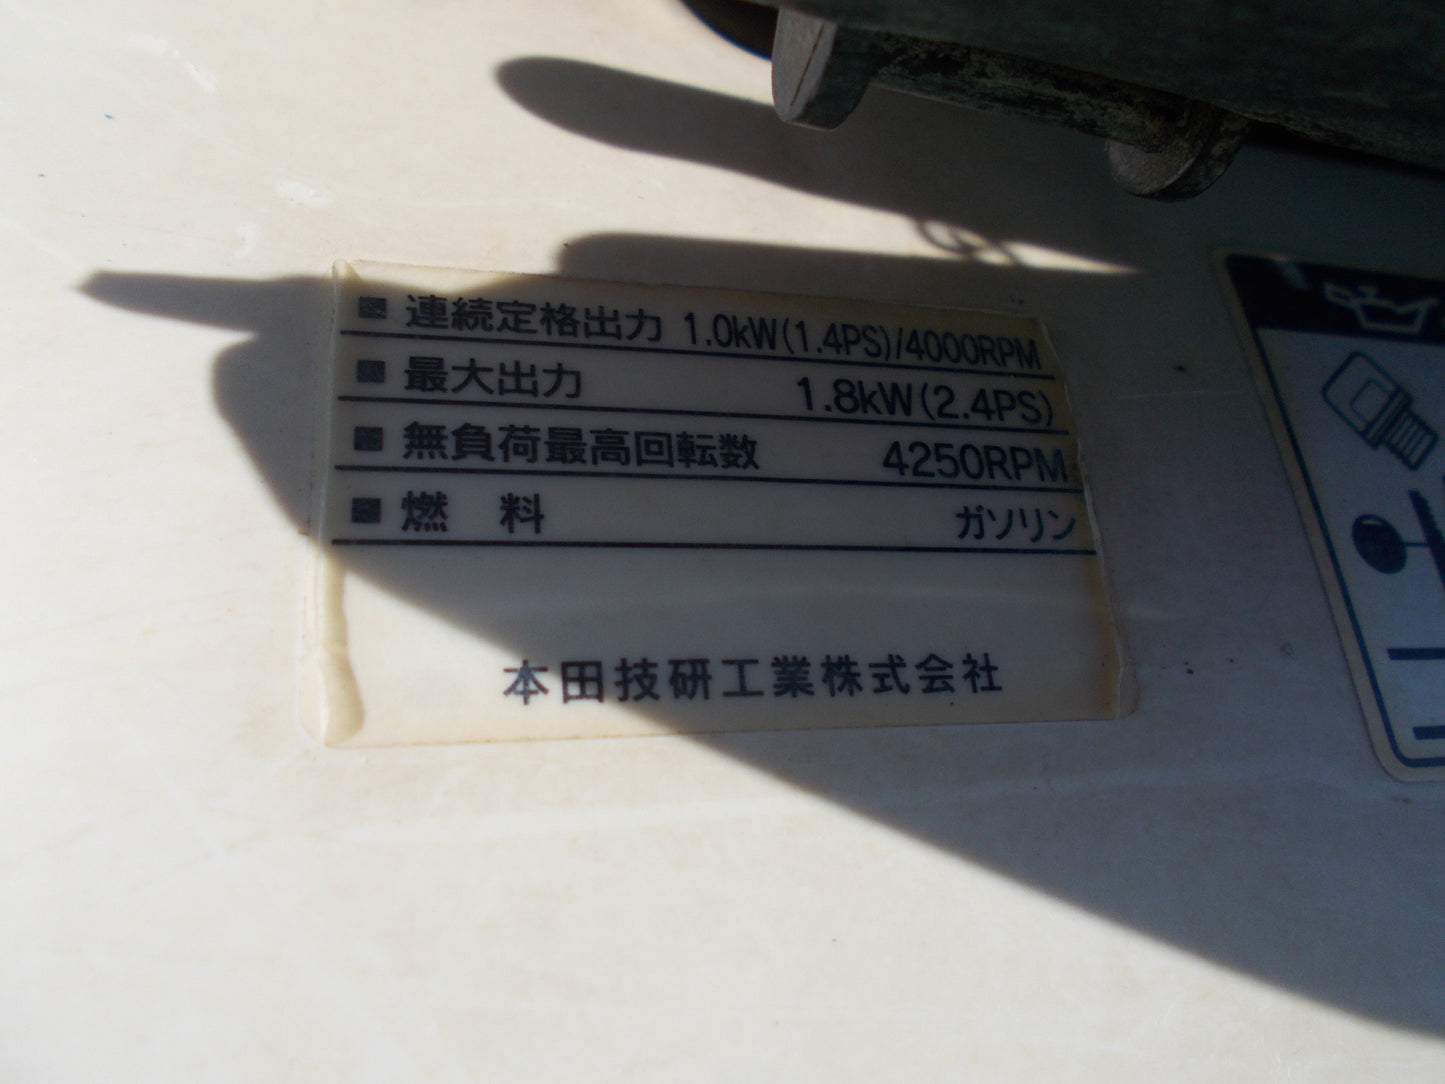 ■ 連続定格出力 1.0kW(1.4PS)/4000RPM
■ 最大出力 1.8kW(2.4PS)
■ 無負荷最高回転数 4250RPM
■ 燃 料 ガソリン
本田技研工業株式会社